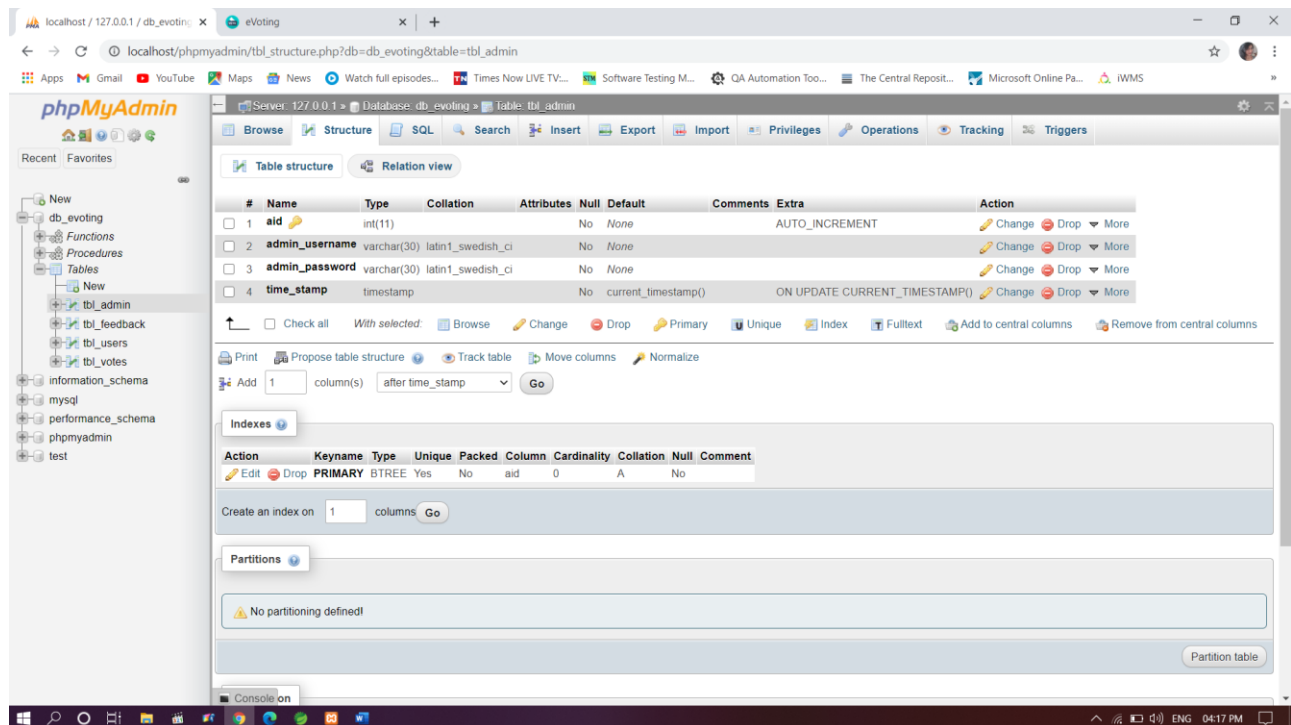 localhost / 127.0.0.1 / db_evoting
eVoting
localhost/phpmyadmin/tbl_structure.php?db=db_evoting&table=tbl_admin
Apps Gmail YouTube Maps News Watch full episodes... Times Now LIVE TV:... Software Testing M... QA Automation Too... The Central Reposit... Microsoft Online Pa... iWMS
phpMyAdmin
Recent Favorites
New
db_evoting
Functions
Procedures
Tables
New
tbl_admin
tbl_feedback
tbl_users
tbl_votes
information_schema
mysql
performance_schema
phpmyadmin
test
Server: 127.0.0.1 » Database: db_evoting » Table: tbl_admin
Browse Structure SQL Search Insert Export Import Privileges Operations Tracking Triggers
Table structure Relation view
# Name Type Collation Attributes Null Default Comments Extra Action
1 aid int(11) No None AUTO_INCREMENT Change Drop More
2 admin_username varchar(30) latin1_swedish_ci No None Change Drop More
3 admin_password varchar(30) latin1_swedish_ci No None Change Drop More
4 time_stamp timestamp No current_timestamp() ON UPDATE CURRENT_TIMESTAMP() Change Drop More
Check all With selected: Browse Change Drop Primary Unique Index Fulltext Add to central columns Remove from central columns
Print Propose table structure Track table Move columns Normalize
Add 1 column(s) after time_stamp Go
Indexes
Action Keyname Type Unique Packed Column Cardinality Collation Null Comment
Edit Drop PRIMARY BTREE Yes No aid 0 A No
Create an index on 1 columns Go
Partitions
No partitioning defined!
Partition table
Console on
ENG 04:17 PM